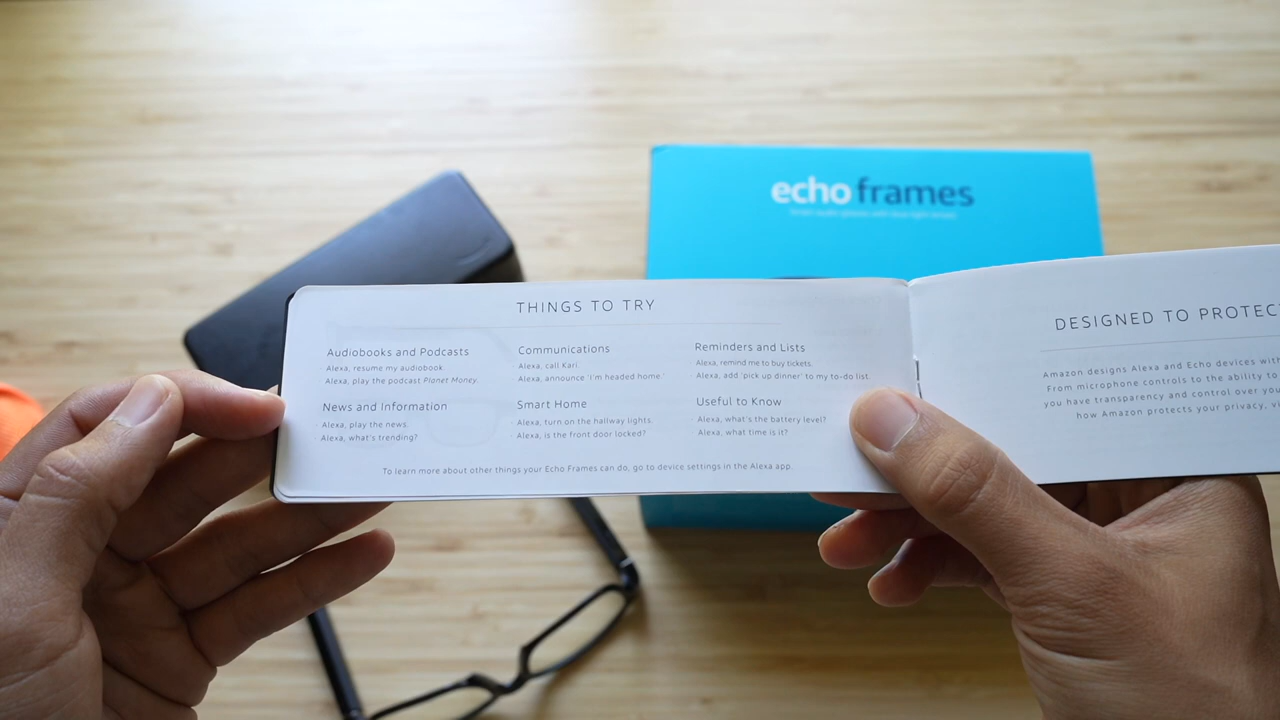 echo frames
THINGS TO TRY
Audiobooks and Podcasts
· Alexa, resume my audiobook.
· Alexa, play the podcast Planet Money.
News and Information
· Alexa, play the news.
· Alexa, what's trending?
Communications
· Alexa, call Kari.
· Alexa, announce 'I'm headed home.'
Smart Home
· Alexa, turn on the hallway lights.
· Alexa, is the front door locked?
Reminders and Lists
· Alexa, remind me to buy tickets.
· Alexa, add 'pick up dinner' to my to-do list.
Useful to Know
· Alexa, what's the battery level?
· Alexa, what time is it?
To learn more about other things your Echo Frames can do, go to device settings in the Alexa app.
DESIGNED TO PROTEC
Amazon designs Alexa and Echo devices with
From microphone controls to the ability to
you have transparency and control over you
how Amazon protects your privacy, v